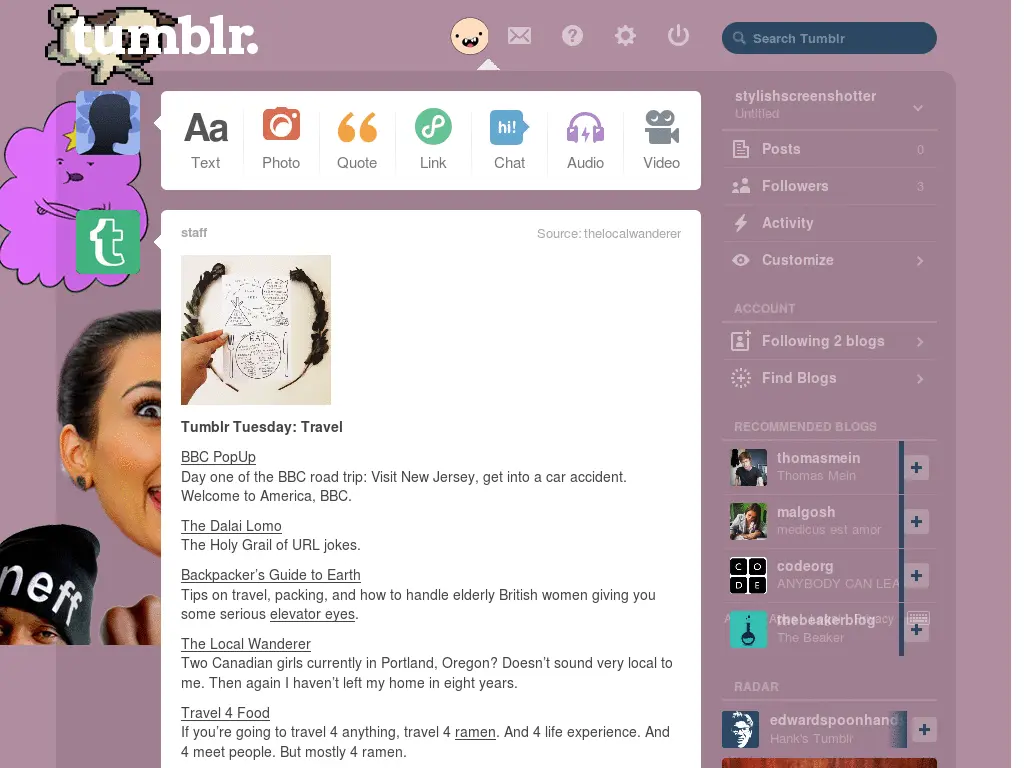 tumblr.
Search Tumblr
Aa
hi!
Text
Photo
Quote
Link
Chat
Audio
Video
stylishscreenshotter
Untitled
Posts 0
Followers 3
Activity
Customize
ACCOUNT
Following 2 blogs
Find Blogs
RECOMMENDED BLOGS
thomasmein
Thomas Mein
malgosh
medicus est amor
CODE
codeorg
ANYBODY CAN LEA
thebeakerblog
The Beaker
Privacy
RADAR
edwardspoonhand
Hank's Tumblr
t
staff
Source: thelocalwanderer
EAT
Tumblr Tuesday: Travel
BBC PopUp
Day one of the BBC road trip: Visit New Jersey, get into a car accident.
Welcome to America, BBC.
The Dalai Lomo
The Holy Grail of URL jokes.
Backpacker’s Guide to Earth
Tips on travel, packing, and how to handle elderly British women giving you
some serious elevator eyes.
The Local Wanderer
Two Canadian girls currently in Portland, Oregon? Doesn’t sound very local to
me. Then again I haven’t left my home in eight years.
Travel 4 Food
If you’re going to travel 4 anything, travel 4 ramen. And 4 life experience. And
4 meet people. But mostly 4 ramen.
neff